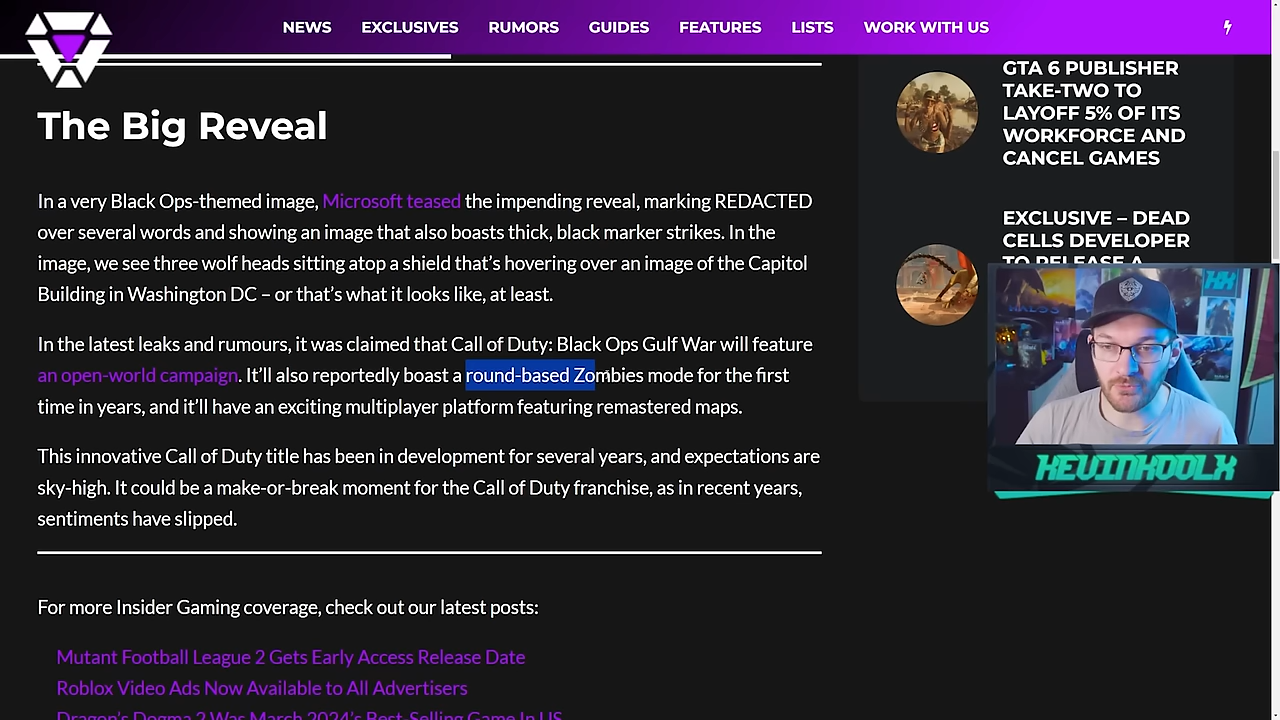 NEWS EXCLUSIVES RUMORS GUIDES FEATURES LISTS WORK WITH US
The Big Reveal
In a very Black Ops-themed image, Microsoft teased the impending reveal, marking REDACTED
over several words and showing an image that also boasts thick, black marker strikes. In the
image, we see three wolf heads sitting atop a shield that’s hovering over an image of the Capitol
Building in Washington DC – or that’s what it looks like, at least.
In the latest leaks and rumours, it was claimed that Call of Duty: Black Ops Gulf War will feature
an open-world campaign. It’ll also reportedly boast a round-based Zombies mode for the first
time in years, and it’ll have an exciting multiplayer platform featuring remastered maps.
This innovative Call of Duty title has been in development for several years, and expectations are
sky-high. It could be a make-or-break moment for the Call of Duty franchise, as in recent years,
sentiments have slipped.
For more Insider Gaming coverage, check out our latest posts:
Mutant Football League 2 Gets Early Access Release Date
Roblox Video Ads Now Available to All Advertisers
Dragon’s Dogma 2 Was March 2024’s Best-Selling Game In US
GTA 6 PUBLISHER
TAKE-TWO TO
LAYOFF 5% OF ITS
WORKFORCE AND
CANCEL GAMES
EXCLUSIVE – DEAD
CELLS DEVELOPER
TO RELEASE A
KEVINKOOLX